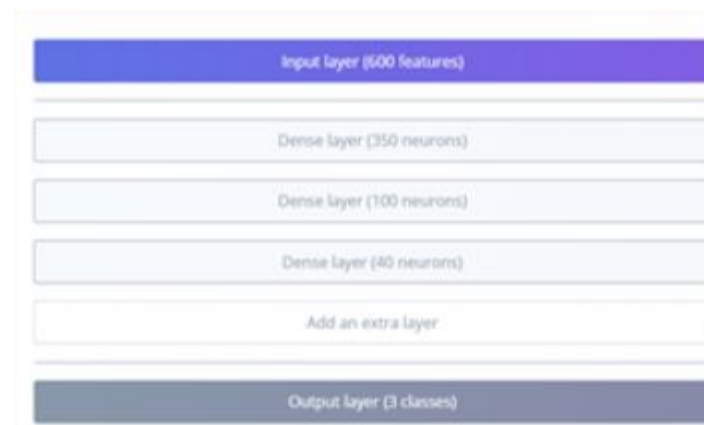 Input layer (600 features)
Dense layer (350 neurons)
Dense layer (100 neurons)
Dense layer (40 neurons)
Add an extra layer
Output layer (3 classes)